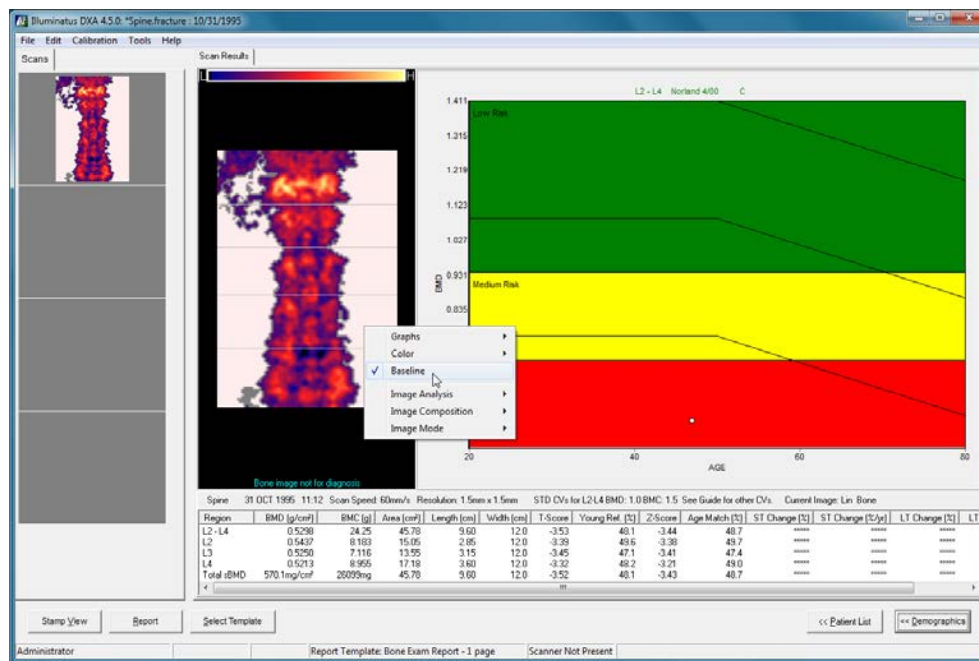 Illuminatus DXA 4.5.0: *Spine.fracture : 10/31/1995
File Edit Calibration Tools Help
Scans
Scan Results
L H
L2 - L4 Norland 4/00 C
1.411
Low Risk
1.315
1.219
1.123
1.027
0.931
Medium Risk
BMD
0.835
Graphs
Color
Baseline
Image Analysis
Image Composition
Image Mode
20 40 60 80
AGE
Bone image not for diagnosis
Spine 31 OCT 1995 11:12 Scan Speed: 60mm/s Resolution: 1.5mm x 1.5mm STD CVs for L2-L4 BMD: 1.0 BMC: 1.5 See Guide for other CVs. Current Image: Lin Bone
Region BMD [g/cm²] BMC [g] Area [cm²] Length [cm] Width [cm] T-Score Young Rel. [%] Z-Score Age Match [%] ST Change [%] ST Change [%/yr] LT Change [%] LT
L2 - L4 0.5298 24.25 45.78 9.60 12.0 -3.53 48.1 -3.44 48.7 ***** ***** *****
L2 0.5437 8.183 15.05 2.85 12.0 -3.39 49.6 -3.38 49.7 ***** ***** *****
L3 0.5250 7.116 13.55 3.15 12.0 -3.45 47.1 -3.41 47.4 ***** ***** *****
L4 0.5213 8.955 17.18 3.60 12.0 -3.32 48.2 -3.21 49.0 ***** ***** *****
Total sBMD 570.1mg/cm² 26099mg 45.78 9.60 12.0 -3.52 48.1 -3.43 48.7 ***** ***** *****
Stamp View Report Select Template << Patient List << Demographics
Administrator Report Template: Bone Exam Report - 1 page Scanner Not Present